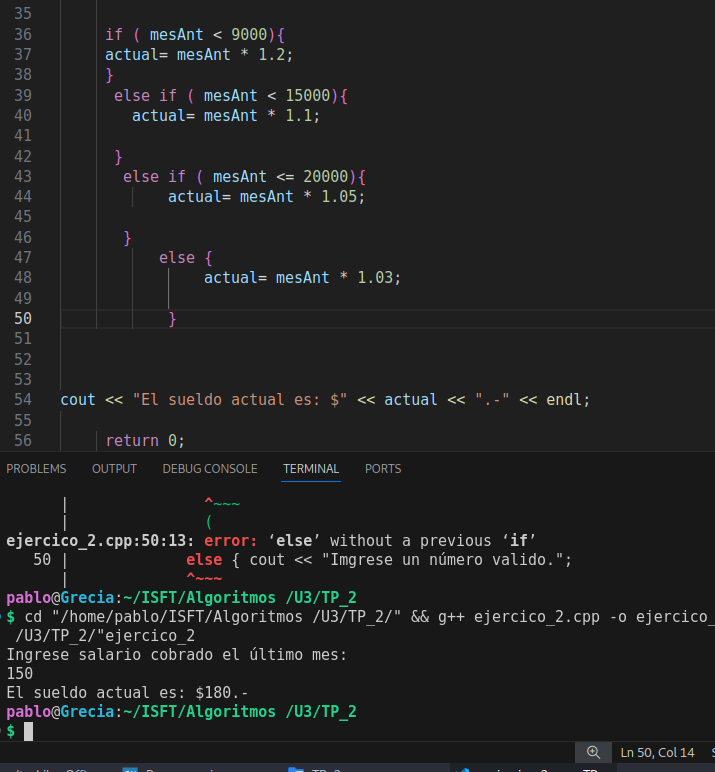 35
36 if ( mesAnt < 9000){
37 actual= mesAnt * 1.2;
38 }
39 else if ( mesAnt < 15000){
40 actual= mesAnt * 1.1;
41
42 }
43 else if ( mesAnt <= 20000){
44 actual= mesAnt * 1.05;
45
46 }
47 else {
48 actual= mesAnt * 1.03;
49
50 }
51
52
53
54 cout << "El sueldo actual es: $" << actual << ".-" << endl;
55
56 return 0;
PROBLEMS OUTPUT DEBUG CONSOLE TERMINAL PORTS
| ^~~~
| (
ejercico_2.cpp:50:13: error: ‘else’ without a previous ‘if’
50 | else { cout << "Imgrese un número valido.";
| ^~~~
pablo@Grecia:~/ISFT/Algoritmos /U3/TP_2
$ cd "/home/pablo/ISFT/Algoritmos /U3/TP_2/" && g++ ejercico_2.cpp -o ejercico_
/U3/TP_2/"ejercico_2
Ingrese salario cobrado el último mes:
150
El sueldo actual es: $180.-
pablo@Grecia:~/ISFT/Algoritmos /U3/TP_2
$
Ln 50, Col 14